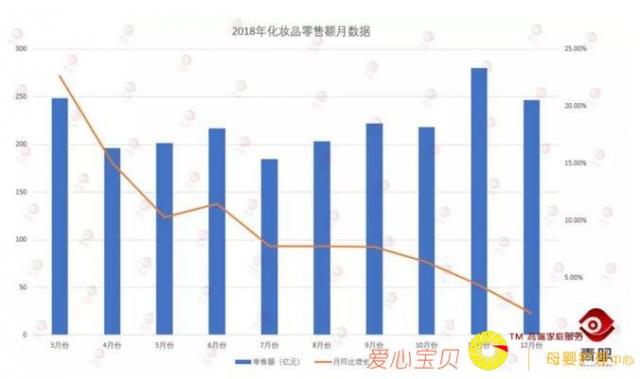 2018年化妆品零售额月数据
300 25.00%
250 20.00%
200 15.00%
150 10.00%
100 5.00%
50
0
3月份 4月份 5月份 6月份 7月份 8月份 9月份 10月份 11月份 12月份
零售额(亿元) 月同比增长
爱心宝贝
TM 高端家庭服务
母婴护理中心
青眼